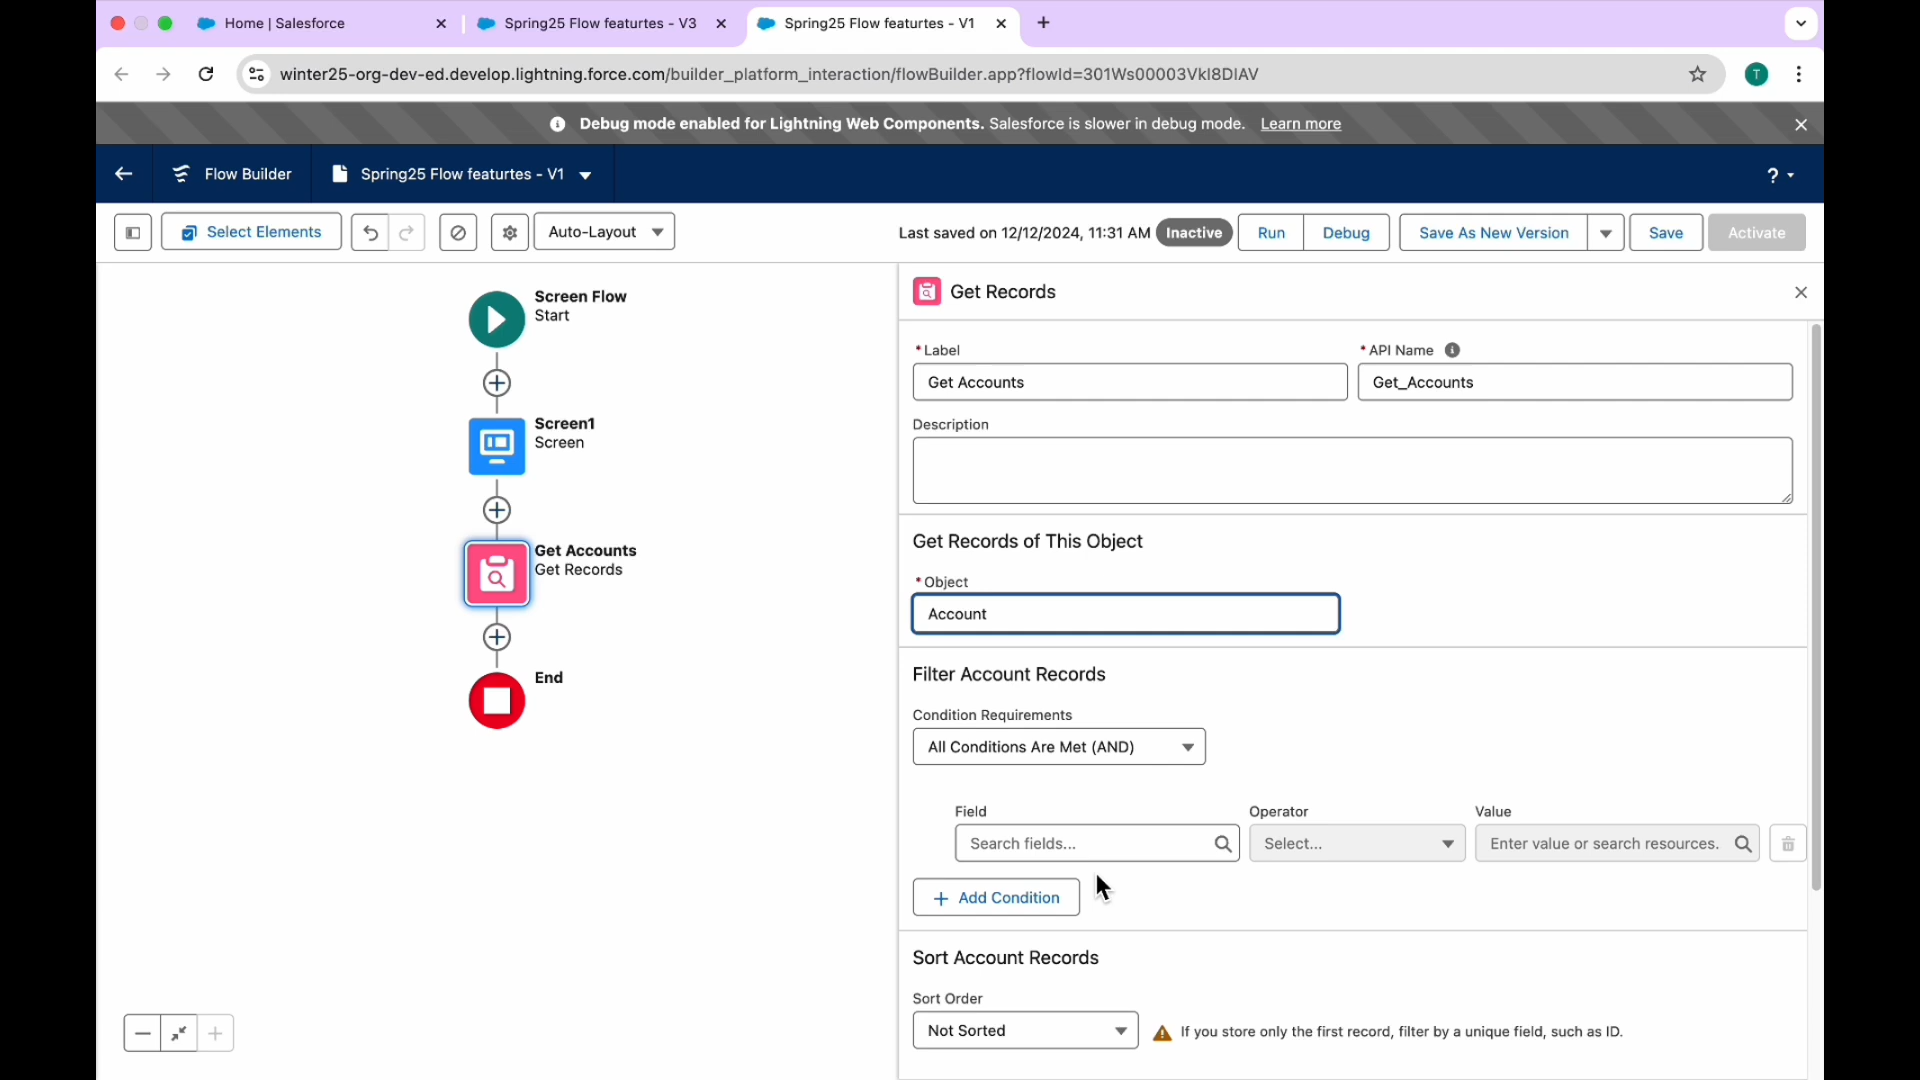 Home | Salesforce
Spring25 Flow featurtes - V3
Spring25 Flow featurtes - V1
winter25-org-dev-ed.develop.lightning.force.com/builder_platform_interaction/flowBuilder.app?flowId=301Ws00003VkI8DIAV
T
Debug mode enabled for Lightning Web Components. Salesforce is slower in debug mode. Learn more
Flow Builder
Spring25 Flow featurtes - V1
?
Select Elements
Auto-Layout
Last saved on 12/12/2024, 11:31 AM
Inactive
Run
Debug
Save As New Version
Save
Activate
Screen Flow
Start
Screen1
Screen
Get Accounts
Get Records
End
Get Records
* Label
Get Accounts
* API Name
Get_Accounts
Description
Get Records of This Object
* Object
Account
Filter Account Records
Condition Requirements
All Conditions Are Met (AND)
Field
Operator
Value
Search fields...
Select...
Enter value or search resources.
Add Condition
Sort Account Records
Sort Order
Not Sorted
If you store only the first record, filter by a unique field, such as ID.